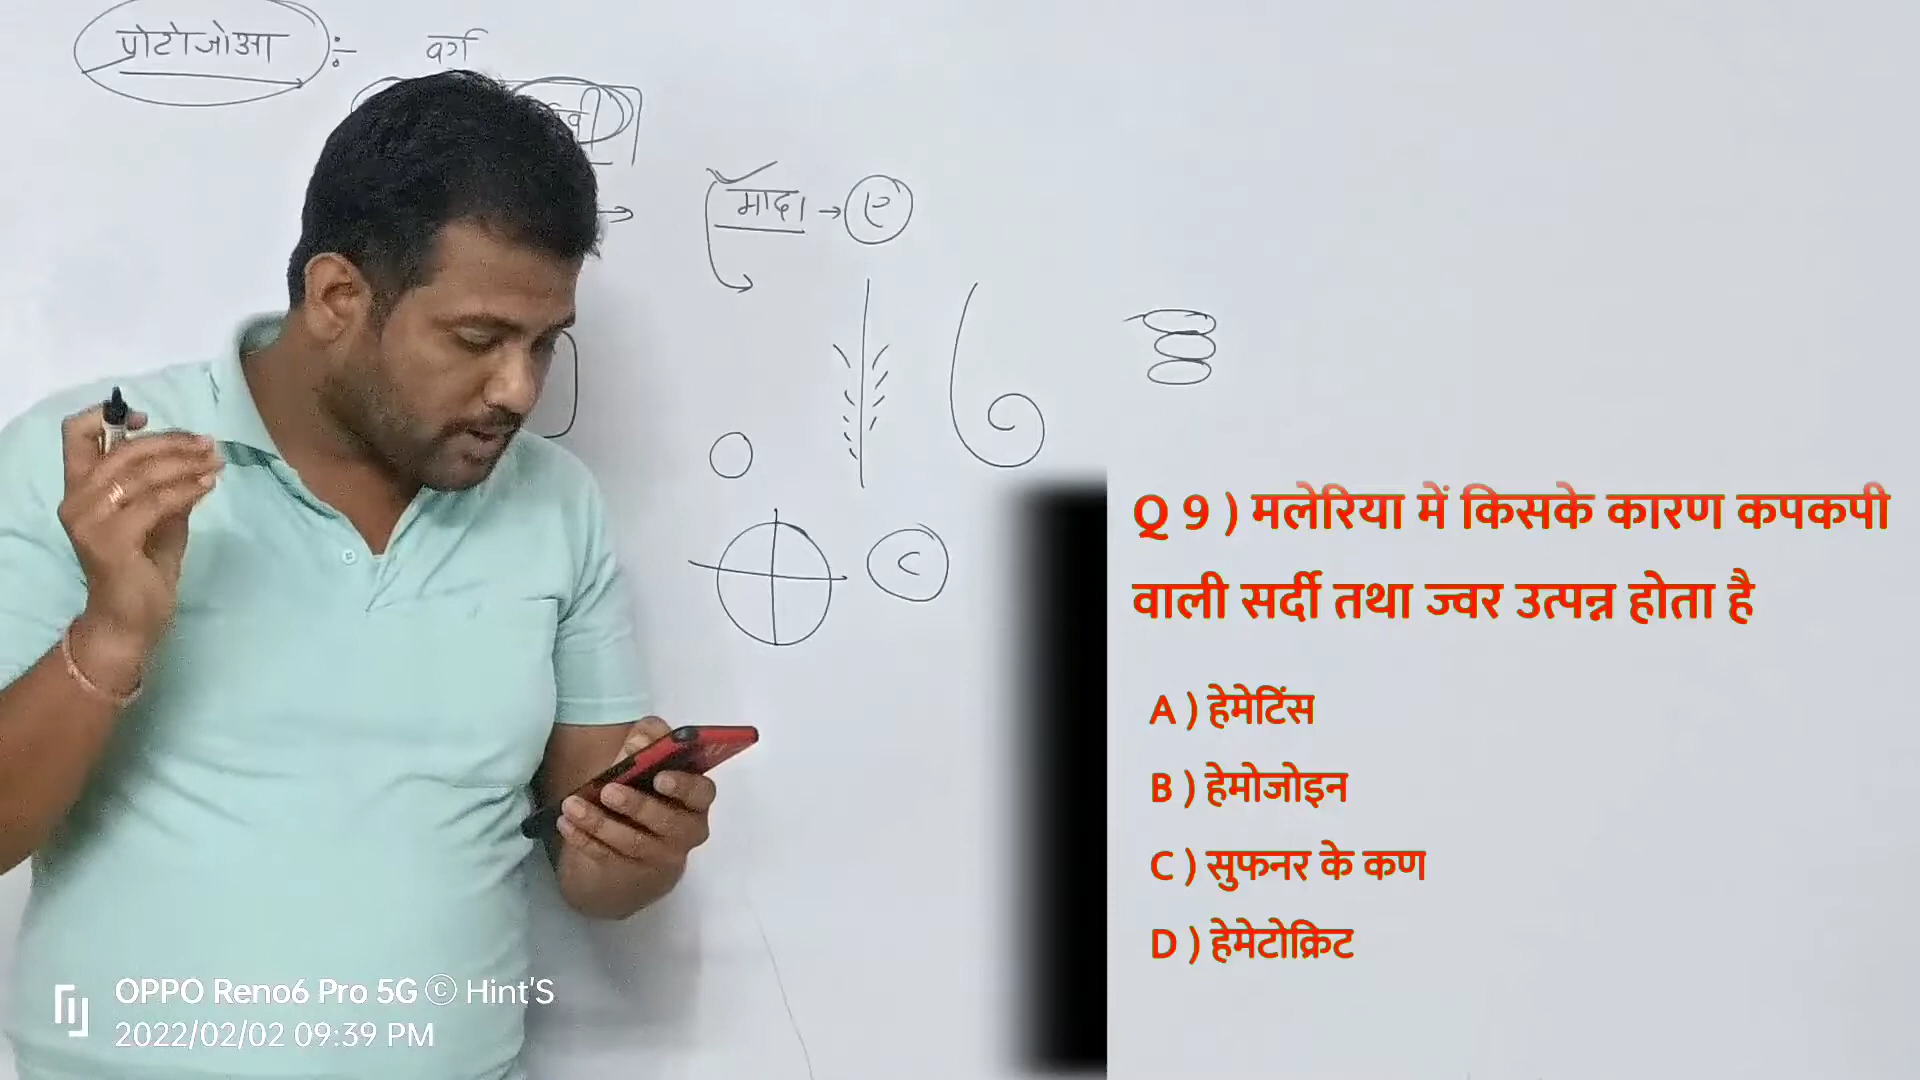 प्रोटोजोआ :- वर्ग
मादा → ए
C
Q 9 ) मलेरिया में किसके कारण कपकपी
वाली सर्दी तथा ज्वर उत्पन्न होता है
A ) हेमेटिंस
B ) हेमोजोइन
C ) सुफनर के कण
D ) हेमेटोक्रिट
OPPO Reno6 Pro 5G © Hint'S
2022/02/02 09:39 PM